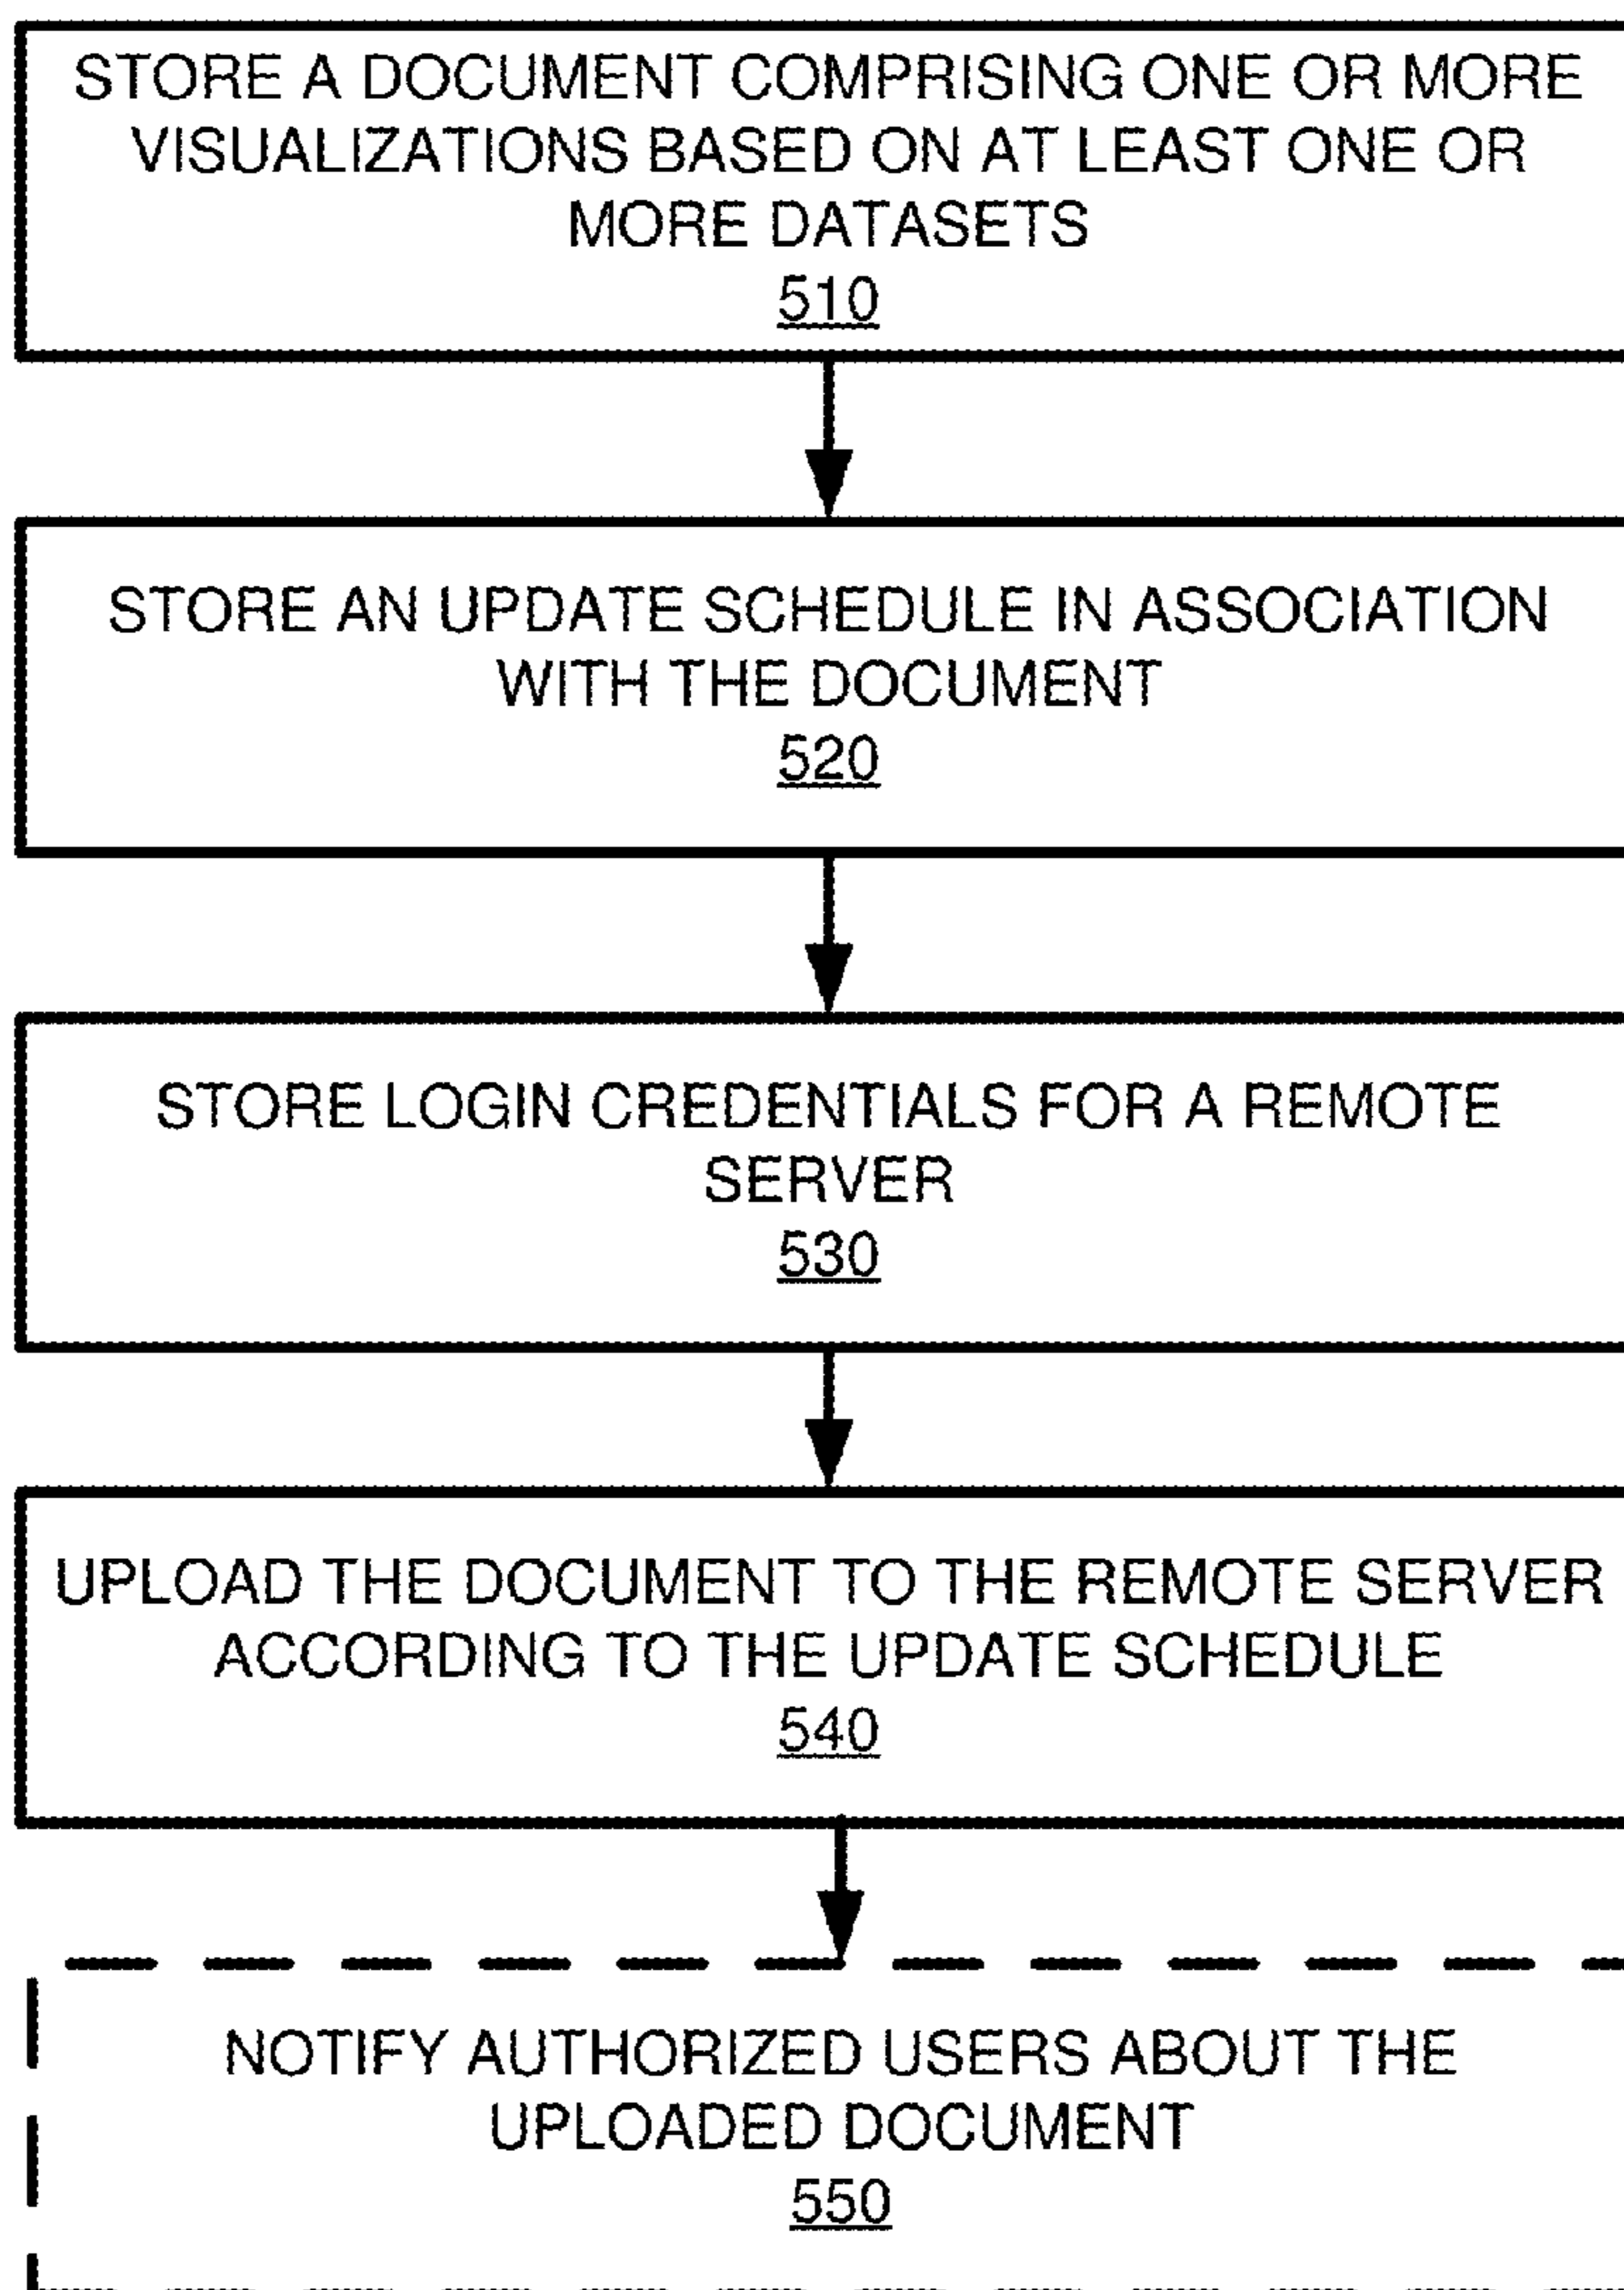 STORE A DOCUMENT COMPRISING ONE OR MORE
VISUALIZATIONS BASED ON AT LEAST ONE OR
MORE DATASETS
510
STORE AN UPDATE SCHEDULE IN ASSOCIATION
WITH THE DOCUMENT
520
STORE LOGIN CREDENTIALS FOR A REMOTE
SERVER
530
UPLOAD THE DOCUMENT TO THE REMOTE SERVER
ACCORDING TO THE UPDATE SCHEDULE
540
NOTIFY AUTHORIZED USERS ABOUT THE
UPLOADED DOCUMENT
550